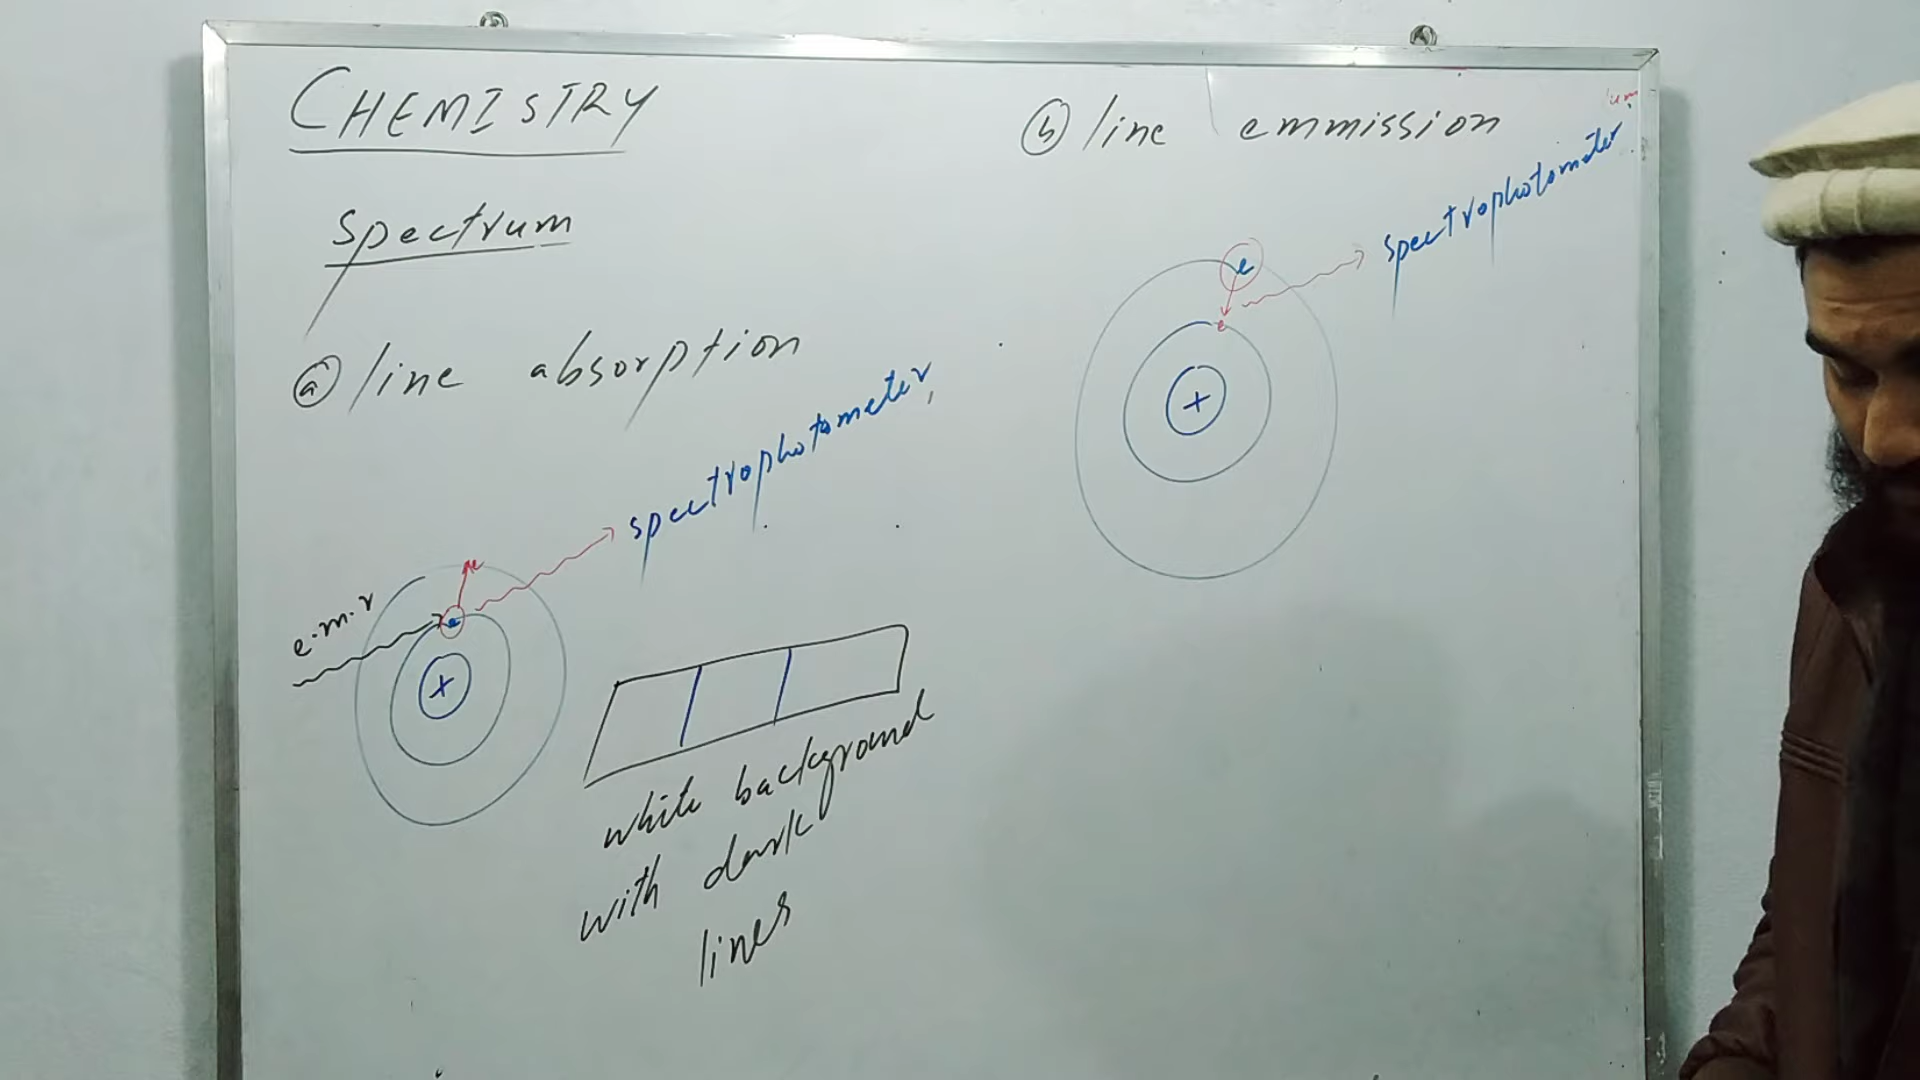 CHEMISTRY
Spectrum
(a) line absorption
spectrophotometer,
e.m.r
e
e
+
white background
with dark
lines
(b) line emmission
spectrophotometer
e
e
+